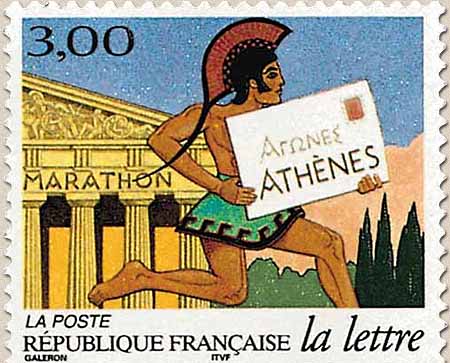 3,00
ΑΓΩΝΕΣ
ATHÈNES
MARATHON
LA POSTE
RÉPUBLIQUE FRANÇAISE la lettre
GALERON ITVF